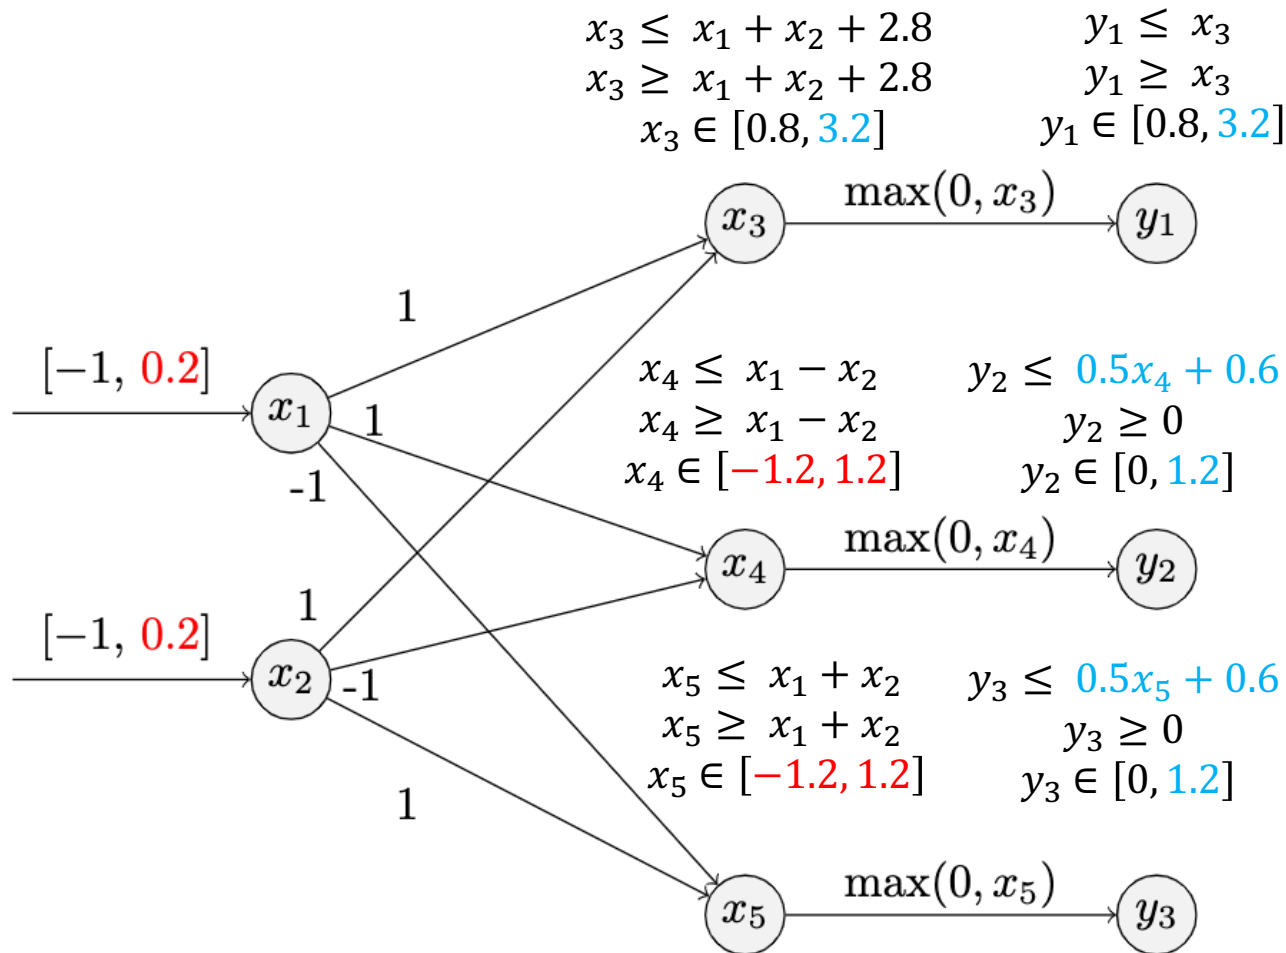 x₃ ≤ x₁ + x₂ + 2.8
x₃ ≥ x₁ + x₂ + 2.8
x₃ ∈ [0.8, 3.2]
y₁ ≤ x₃
y₁ ≥ x₃
y₁ ∈ [0.8, 3.2]
x₃
max(0, x₃)
y₁
1
[−1, 0.2]
x₁
1
-1
x₄ ≤ x₁ − x₂
x₄ ≥ x₁ − x₂
x₄ ∈ [−1.2, 1.2]
y₂ ≤ 0.5x₄ + 0.6
y₂ ≥ 0
y₂ ∈ [0, 1.2]
x₄
max(0, x₄)
y₂
1
[−1, 0.2]
x₂
-1
1
x₅ ≤ x₁ + x₂
x₅ ≥ x₁ + x₂
x₅ ∈ [−1.2, 1.2]
y₃ ≤ 0.5x₅ + 0.6
y₃ ≥ 0
y₃ ∈ [0, 1.2]
x₅
max(0, x₅)
y₃